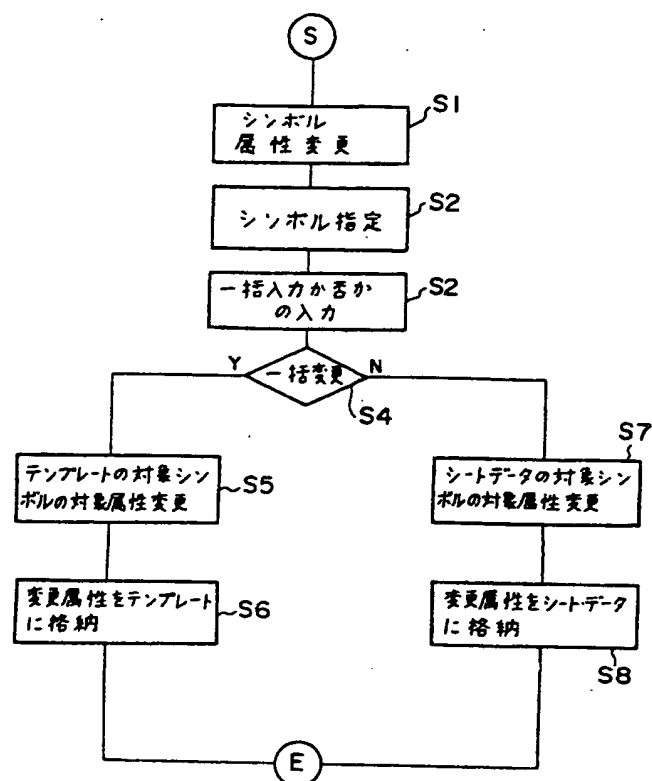 S
シンボル
属性変更
S1
シンボル指定
S2
一括入力か否か
の入力
S2
一括変更
Y
N
S4
テンプレートの対象シン
ボルの対象属性変更
S5
変更属性をテンプレート
に格納
S6
シートデータの対象シン
ボルの対象属性変更
S7
変更属性をシート・データ
に格納
S8
E